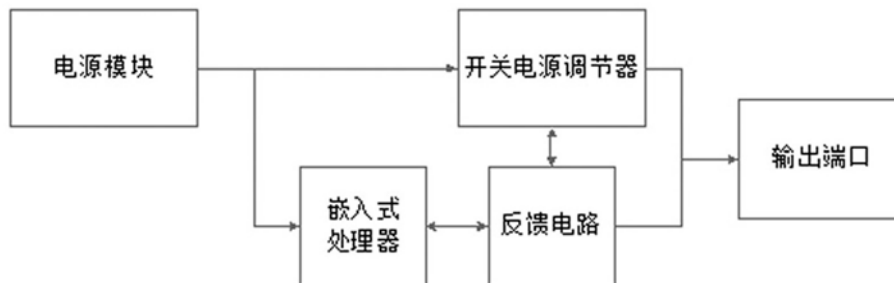 电源模块
开关电源调节器
输出端口
嵌入式
处理器
反馈电路